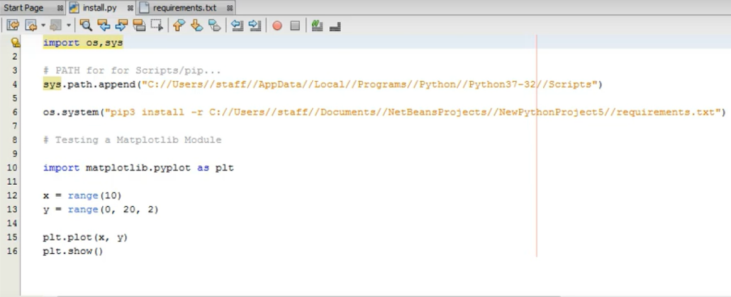 Start Page install.py requirements.txt
import os,sys
2
3 # PATH for for Scripts/pip...
4 sys.path.append("C://Users//staff//AppData//Local//Programs//Python//Python37-32//Scripts")
5
6 os.system("pip3 install -r C://Users//staff//Documents//NetBeansProjects//NewPythonProject5//requirements.txt")
7
8 # Testing a Matplotlib Module
9
10 import matplotlib.pyplot as plt
11
12 x = range(10)
13 y = range(0, 20, 2)
14
15 plt.plot(x, y)
16 plt.show()